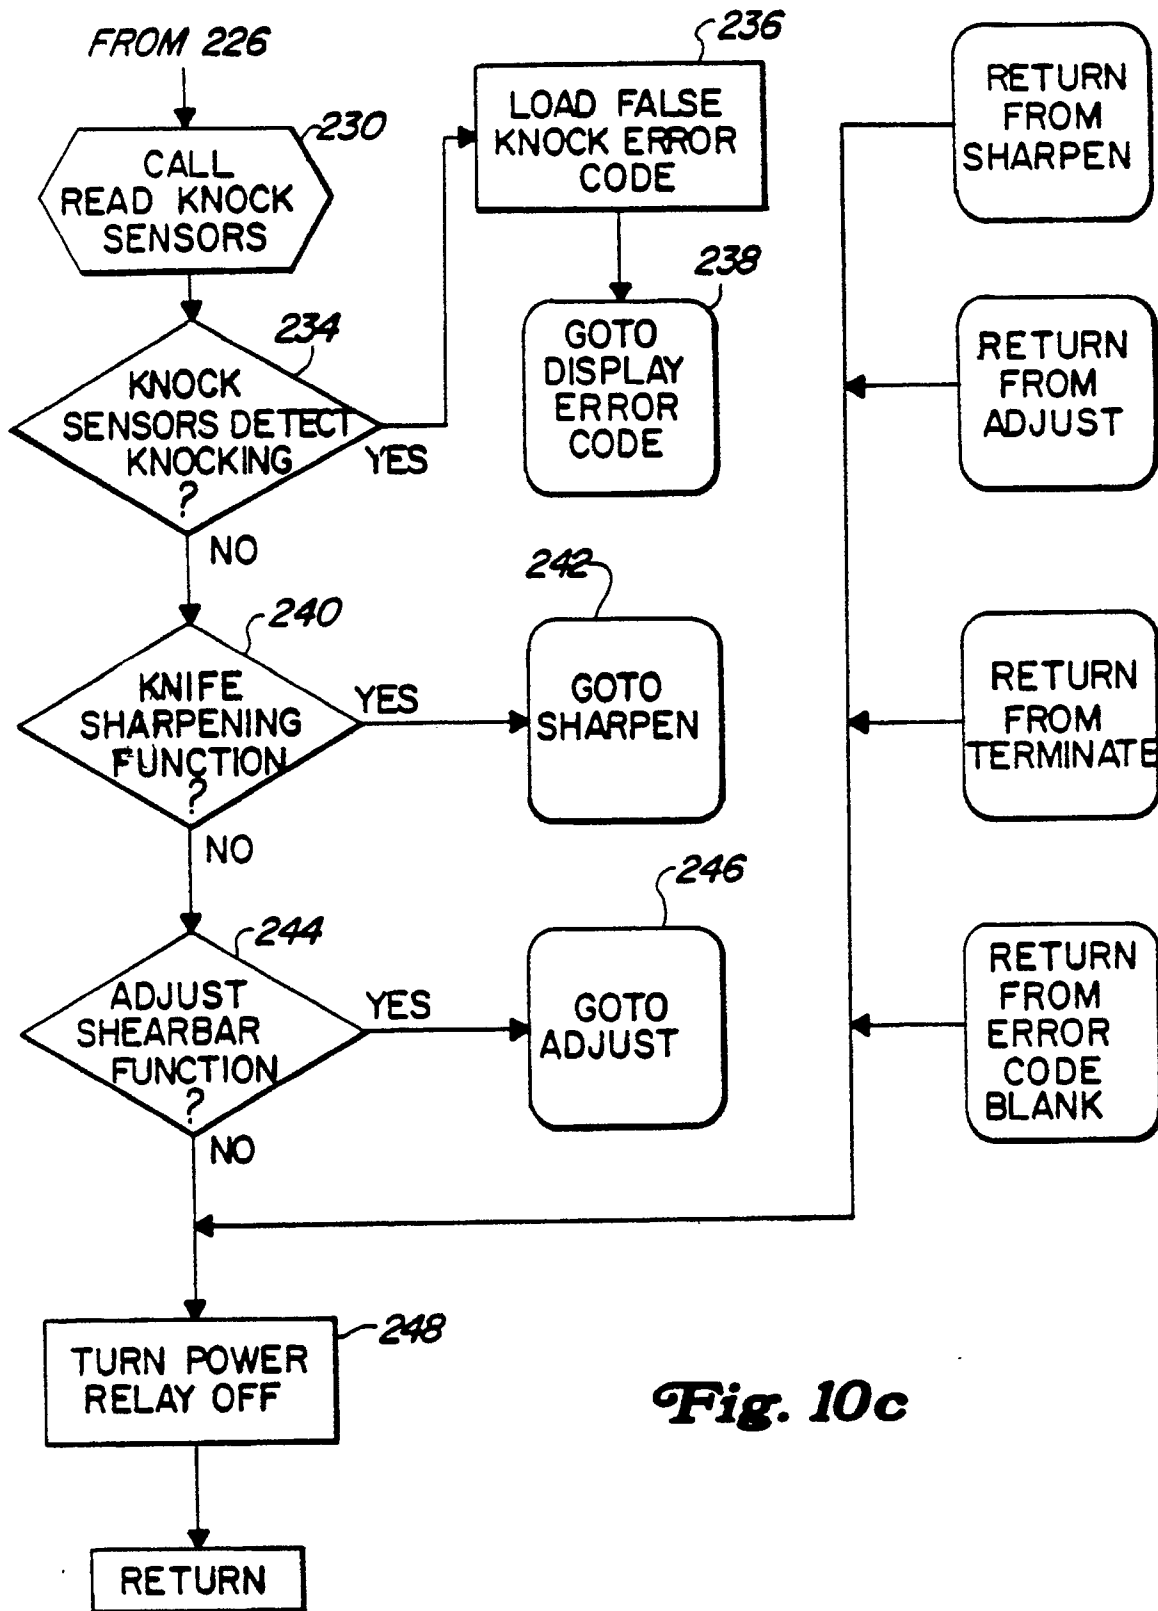 FROM 226
230
CALL
READ KNOCK
SENSORS
234
KNOCK
SENSORS DETECT
KNOCKING
?
YES
NO
236
LOAD FALSE
KNOCK ERROR
CODE
238
GOTO
DISPLAY
ERROR
CODE
240
KNIFE
SHARPENING
FUNCTION
?
YES
NO
242
GOTO
SHARPEN
244
ADJUST
SHEARBAR
FUNCTION
?
YES
NO
246
GOTO
ADJUST
248
TURN POWER
RELAY OFF
RETURN
RETURN
FROM
SHARPEN
RETURN
FROM
ADJUST
RETURN
FROM
TERMINATE
RETURN
FROM
ERROR
CODE
BLANK
Fig. 10c